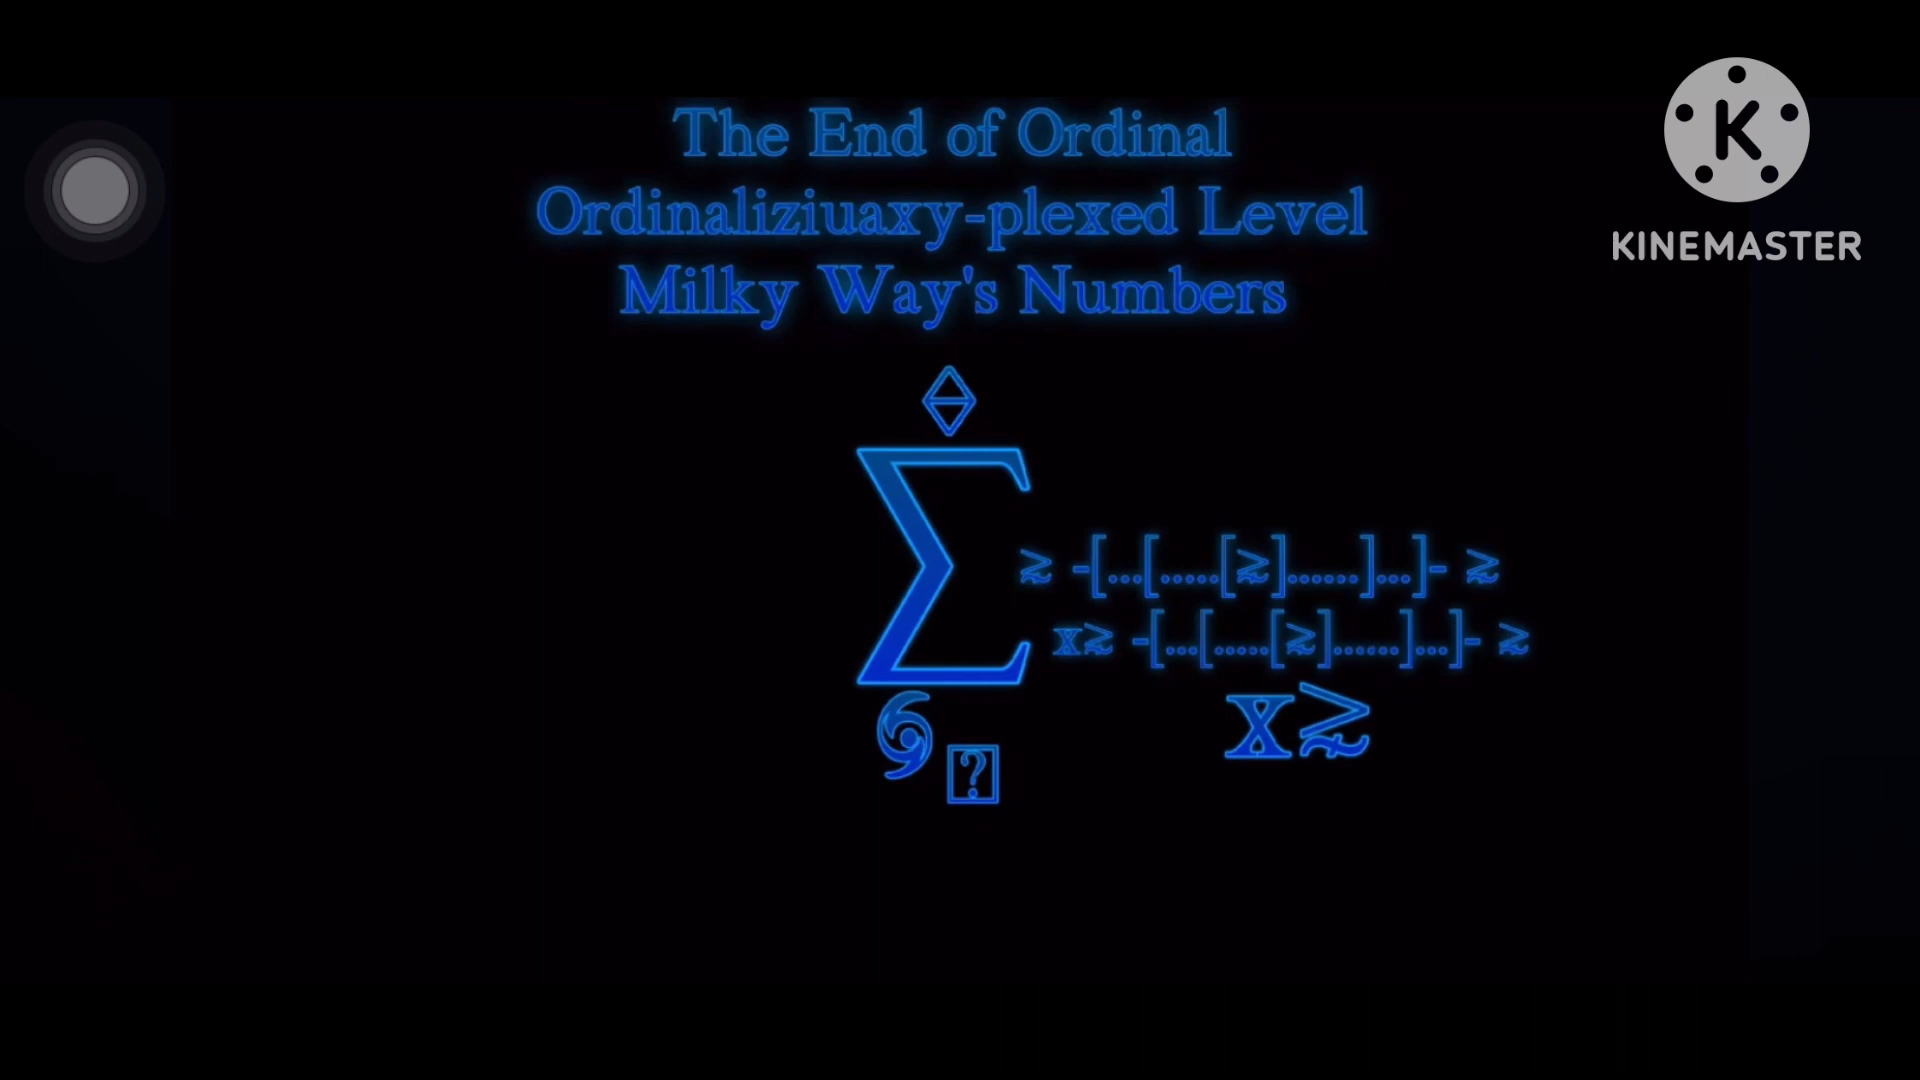 The End of Ordinal
Ordinaliziuaxy-plexed Level
Milky Way's Numbers
K
KINEMASTER
Σ
≳ -[...[.....[≳]......]...]- ≳
x≳ -[...[.....[≳]......]...]- ≳
x≳
?